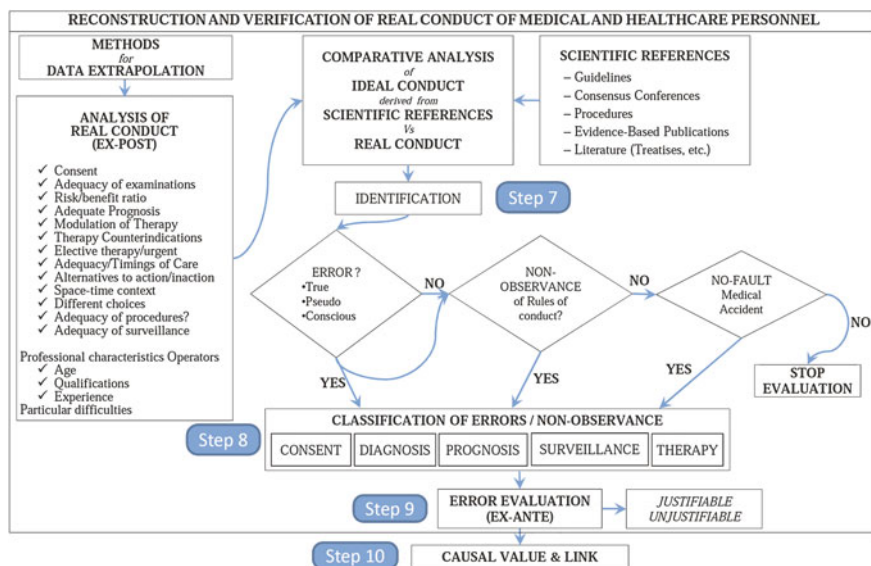 RECONSTRUCTION AND VERIFICATION OF REAL CONDUCT OF MEDICAL AND HEALTHCARE PERSONNEL
METHODS
for
DATA EXTRAPOLATION
ANALYSIS OF
REAL CONDUCT
(EX-POST)
✓ Consent
✓ Adequacy of examinations
✓ Risk/benefit ratio
✓ Adequate Prognosis
✓ Modulation of Therapy
✓ Therapy Counterindications
✓ Elective therapy/urgent
✓ Adequacy/Timings of Care
✓ Alternatives to action/inaction
✓ Space-time context
✓ Different choices
✓ Adequacy of procedures?
✓ Adequacy of surveillance
Professional characteristics Operators
✓ Age
✓ Qualifications
✓ Experience
Particular difficulties
COMPARATIVE ANALYSIS
of
IDEAL CONDUCT
derived from
SCIENTIFIC REFERENCES
Vs
REAL CONDUCT
SCIENTIFIC REFERENCES
– Guidelines
– Consensus Conferences
– Procedures
– Evidence-Based Publications
– Literature (Treatises, etc.)
IDENTIFICATION
Step 7
ERROR ?
•True
•Pseudo
•Conscious
NO
YES
NON-
OBSERVANCE
of Rules of
conduct?
NO
YES
NO-FAULT
Medical
Accident
NO
YES
STOP
EVALUATION
CLASSIFICATION OF ERRORS / NON-OBSERVANCE
Step 8
CONSENT
DIAGNOSIS
PROGNOSIS
SURVEILLANCE
THERAPY
Step 9
ERROR EVALUATION
(EX-ANTE)
JUSTIFIABLE
UNJUSTIFIABLE
Step 10
CAUSAL VALUE & LINK